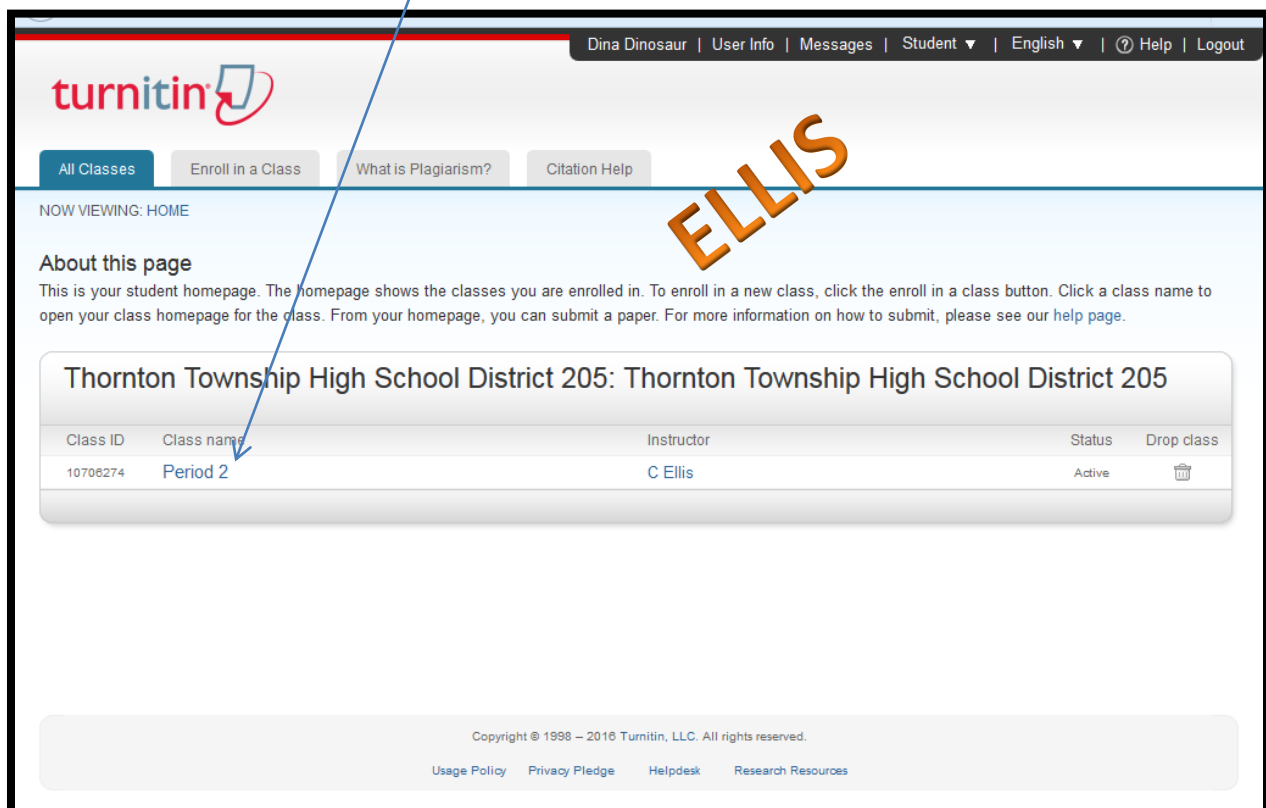 Dina Dinosaur | User Info | Messages | Student ▼ | English ▼ | ? Help | Logout
turnitin
ELLIS
All Classes Enroll in a Class What is Plagiarism? Citation Help
NOW VIEWING: HOME
About this page
This is your student homepage. The homepage shows the classes you are enrolled in. To enroll in a new class, click the enroll in a class button. Click a class name to
open your class homepage for the class. From your homepage, you can submit a paper. For more information on how to submit, please see our help page.
Thornton Township High School District 205: Thornton Township High School District 205
Class ID Class name Instructor Status Drop class
10706274 Period 2 C Ellis Active
Copyright © 1998 – 2016 Turnitin, LLC. All rights reserved.
Usage Policy Privacy Pledge Helpdesk Research Resources